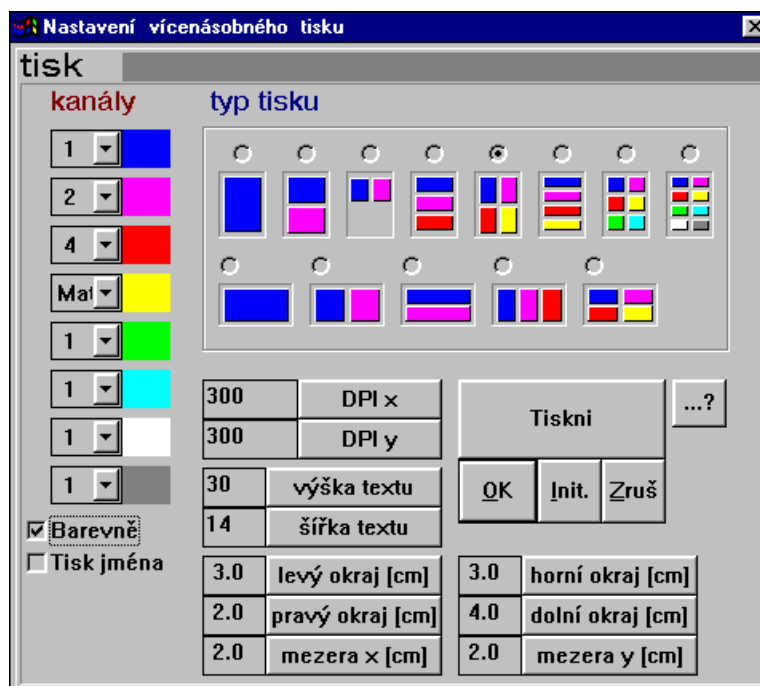 Nastavení vícenásobného tisku
tisk
kanály
typ tisku
1
2
4
Mat
1
1
1
1
Barevně
Tisk jména
300 DPI x
300 DPI y
30 výška textu
14 šířka textu
Tiskni
...?
OK Init. Zruš
3.0 levý okraj [cm]
2.0 pravý okraj [cm]
2.0 mezera x [cm]
3.0 horní okraj [cm]
4.0 dolní okraj [cm]
2.0 mezera y [cm]